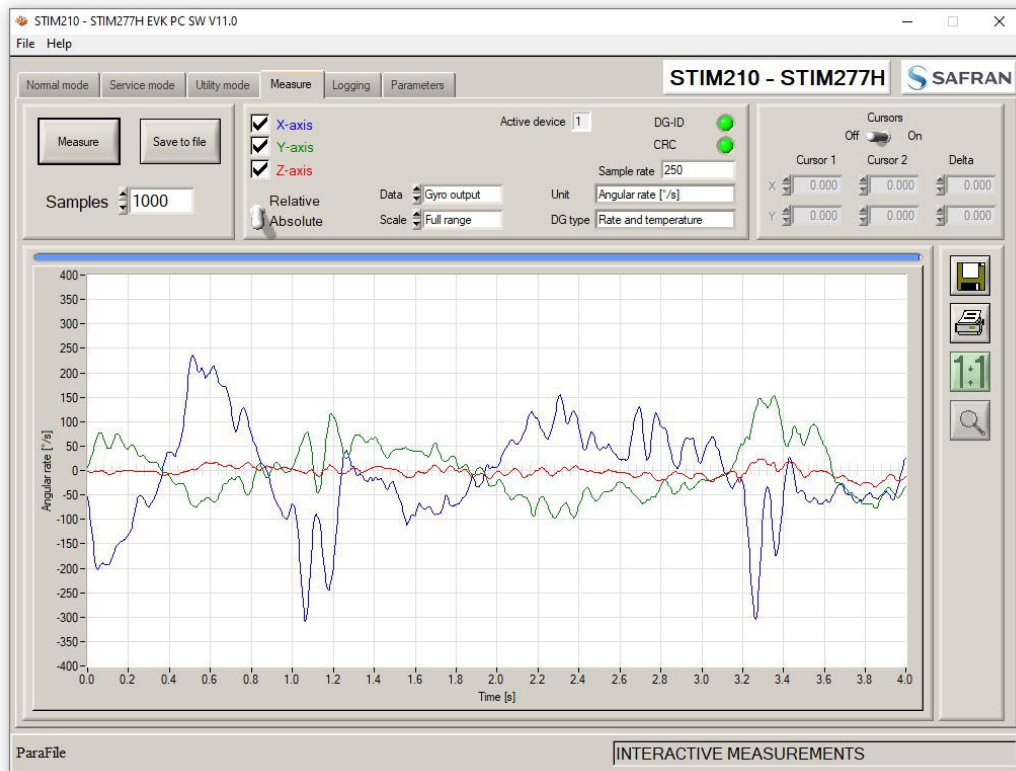 STIM210 - STIM277H EVK PC SW V11.0
File Help
Normal mode Service mode Utility mode Measure Logging Parameters
STIM210 - STIM277H SAFRAN
Measure Save to file
Samples 1000
X-axis
Y-axis
Z-axis
Relative
Absolute
Active device 1
DG-ID
CRC
Sample rate 250
Data Gyro output
Unit Angular rate [°/s]
Scale Full range
DG type Rate and temperature
Cursors
Off On
Cursor 1 Cursor 2 Delta
X 0.000 0.000 0.000
Y 0.000 0.000 0.000
400
350
300
250
200
150
100
50
0
-50
-100
-150
-200
-250
-300
-350
-400
Angular rate [°/s]
0.0 0.2 0.4 0.6 0.8 1.0 1.2 1.4 1.6 1.8 2.0 2.2 2.4 2.6 2.8 3.0 3.2 3.4 3.6 3.8 4.0
Time [s]
1:1
ParaFile
INTERACTIVE MEASUREMENTS